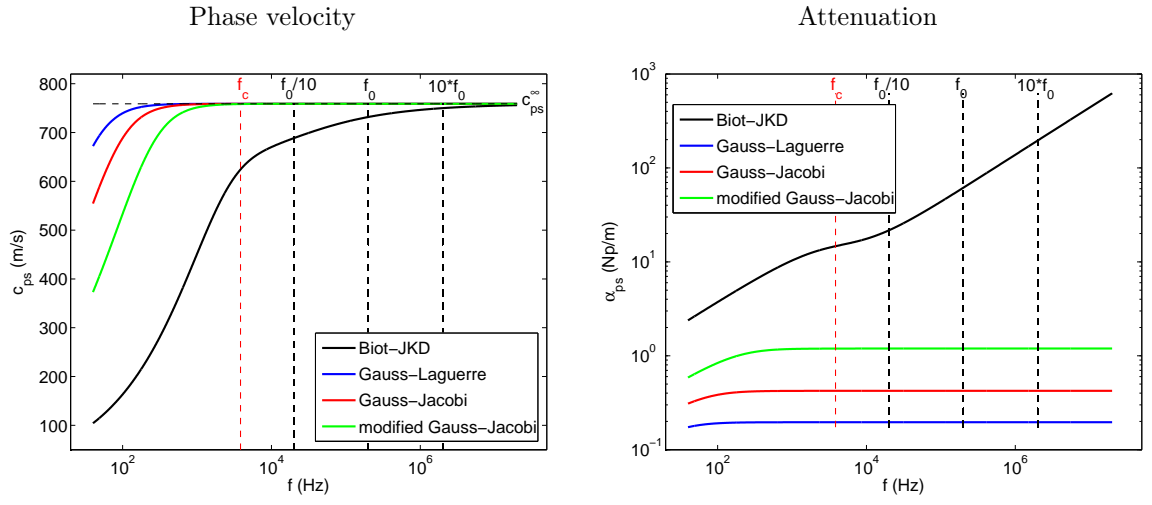 Phase velocity
800
700
600
500
400
300
200
100
c_ps (m/s)
10^2
10^4
10^6
f (Hz)
f_c
f_0/10
f_0
10*f_0
c_ps^∞
Biot−JKD
Gauss−Laguerre
Gauss−Jacobi
modified Gauss−Jacobi
Attenuation
10^3
10^2
10^1
10^0
10^−1
α_ps (Np/m)
10^2
10^4
10^6
f (Hz)
f_c
f_0/10
f_0
10*f_0
Biot−JKD
Gauss−Laguerre
Gauss−Jacobi
modified Gauss−Jacobi